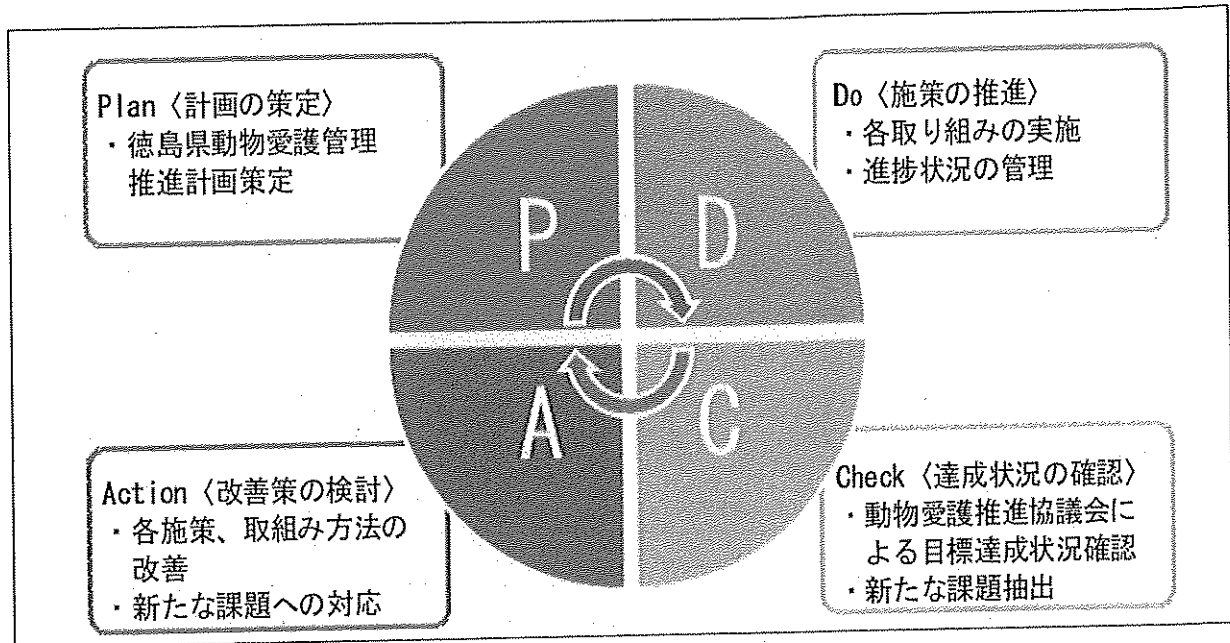 Plan〈計画の策定〉
・徳島県動物愛護管理
推進計画策定
Do〈施策の推進〉
・各取り組みの実施
・進捗状況の管理
P
D
A
C
Action〈改善策の検討〉
・各施策、取組み方法の
改善
・新たな課題への対応
Check〈達成状況の確認〉
・動物愛護推進協議会に
よる目標達成状況確認
・新たな課題抽出